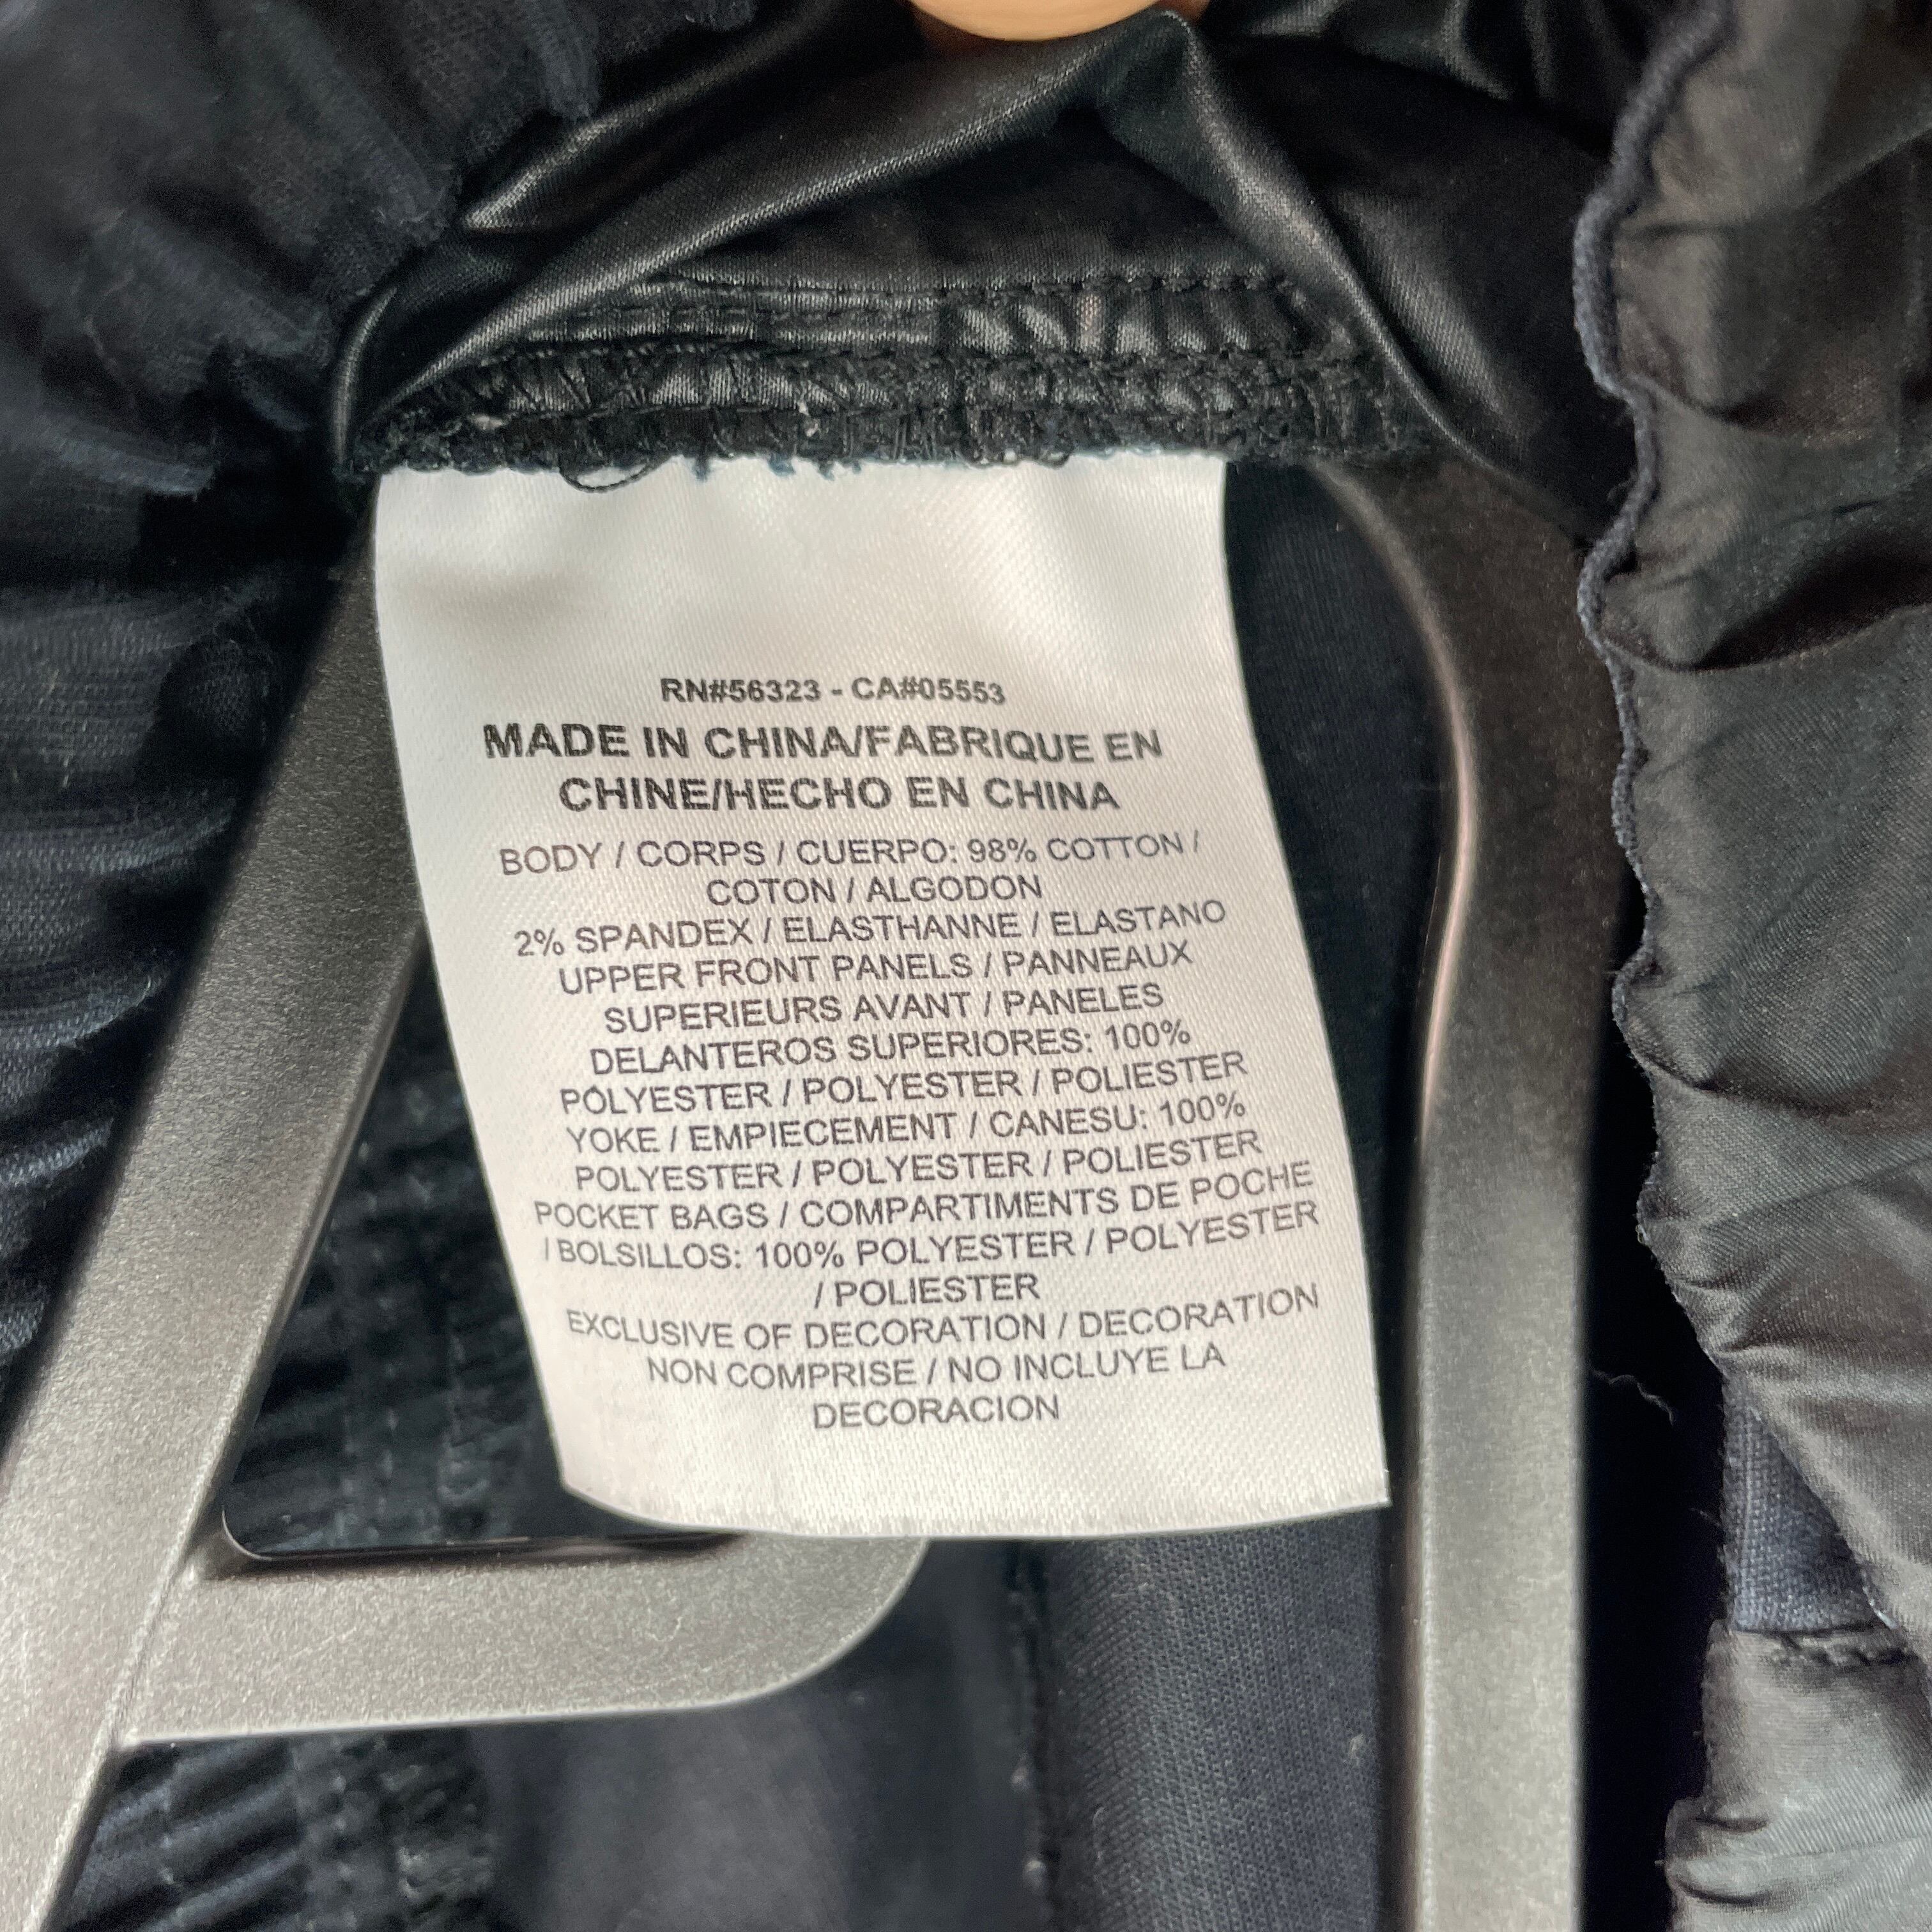 RN#56323 - CA#05553
MADE IN CHINA/FABRIQUE EN
CHINE/HECHO EN CHINA
BODY / CORPS / CUERPO: 98% COTTON /
COTON / ALGODON
2% SPANDEX / ELASTHANNE / ELASTANO
UPPER FRONT PANELS / PANNEAUX
SUPERIEURS AVANT / PANELES
DELANTEROS SUPERIORES: 100%
POLYESTER / POLYESTER / POLIESTER
YOKE / EMPIECEMENT / CANESU: 100%
POLYESTER / POLYESTER / POLIESTER
POCKET BAGS / COMPARTIMENTS DE POCHE
/ BOLSILLOS: 100% POLYESTER / POLYESTER
/ POLIESTER
EXCLUSIVE OF DECORATION / DECORATION
NON COMPRISE / NO INCLUYE LA
DECORACION